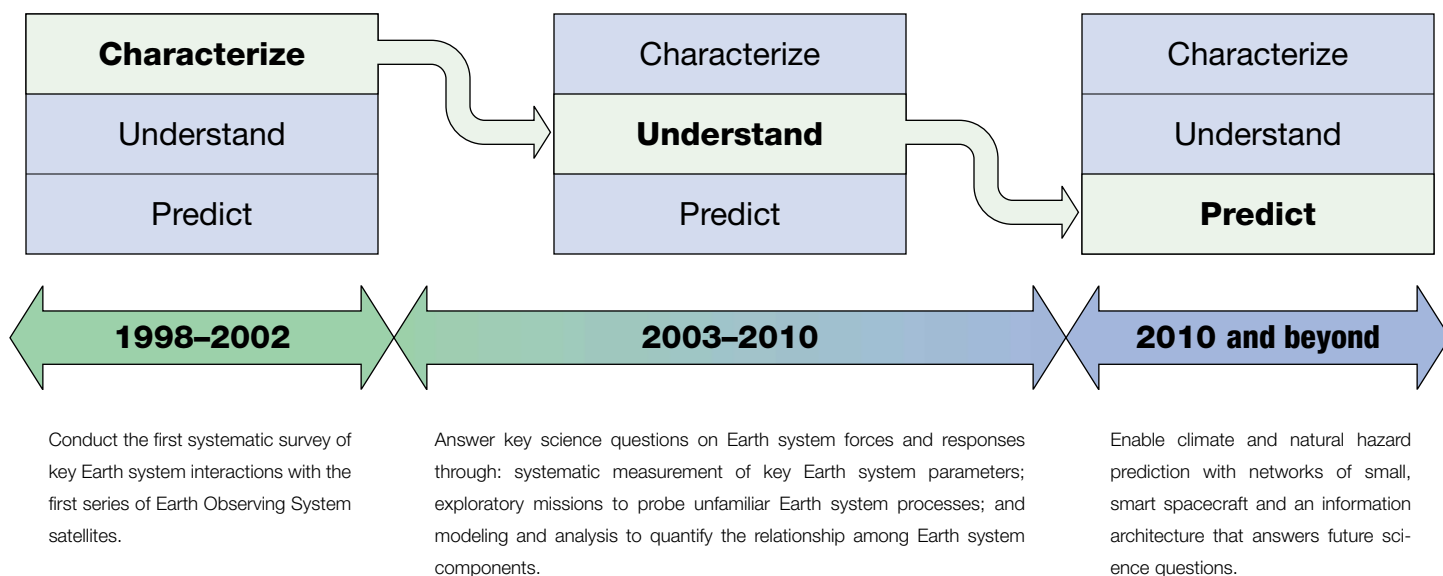 Characterize
Understand
Predict
Characterize
Understand
Predict
Characterize
Understand
Predict
1998–2002
2003–2010
2010 and beyond
Conduct the first systematic survey of
key Earth system interactions with the
first series of Earth Observing System
satellites.
Answer key science questions on Earth system forces and responses
through: systematic measurement of key Earth system parameters;
exploratory missions to probe unfamiliar Earth system processes; and
modeling and analysis to quantify the relationship among Earth system
components.
Enable climate and natural hazard
prediction with networks of small,
smart spacecraft and an information
architecture that answers future sci-
ence questions.